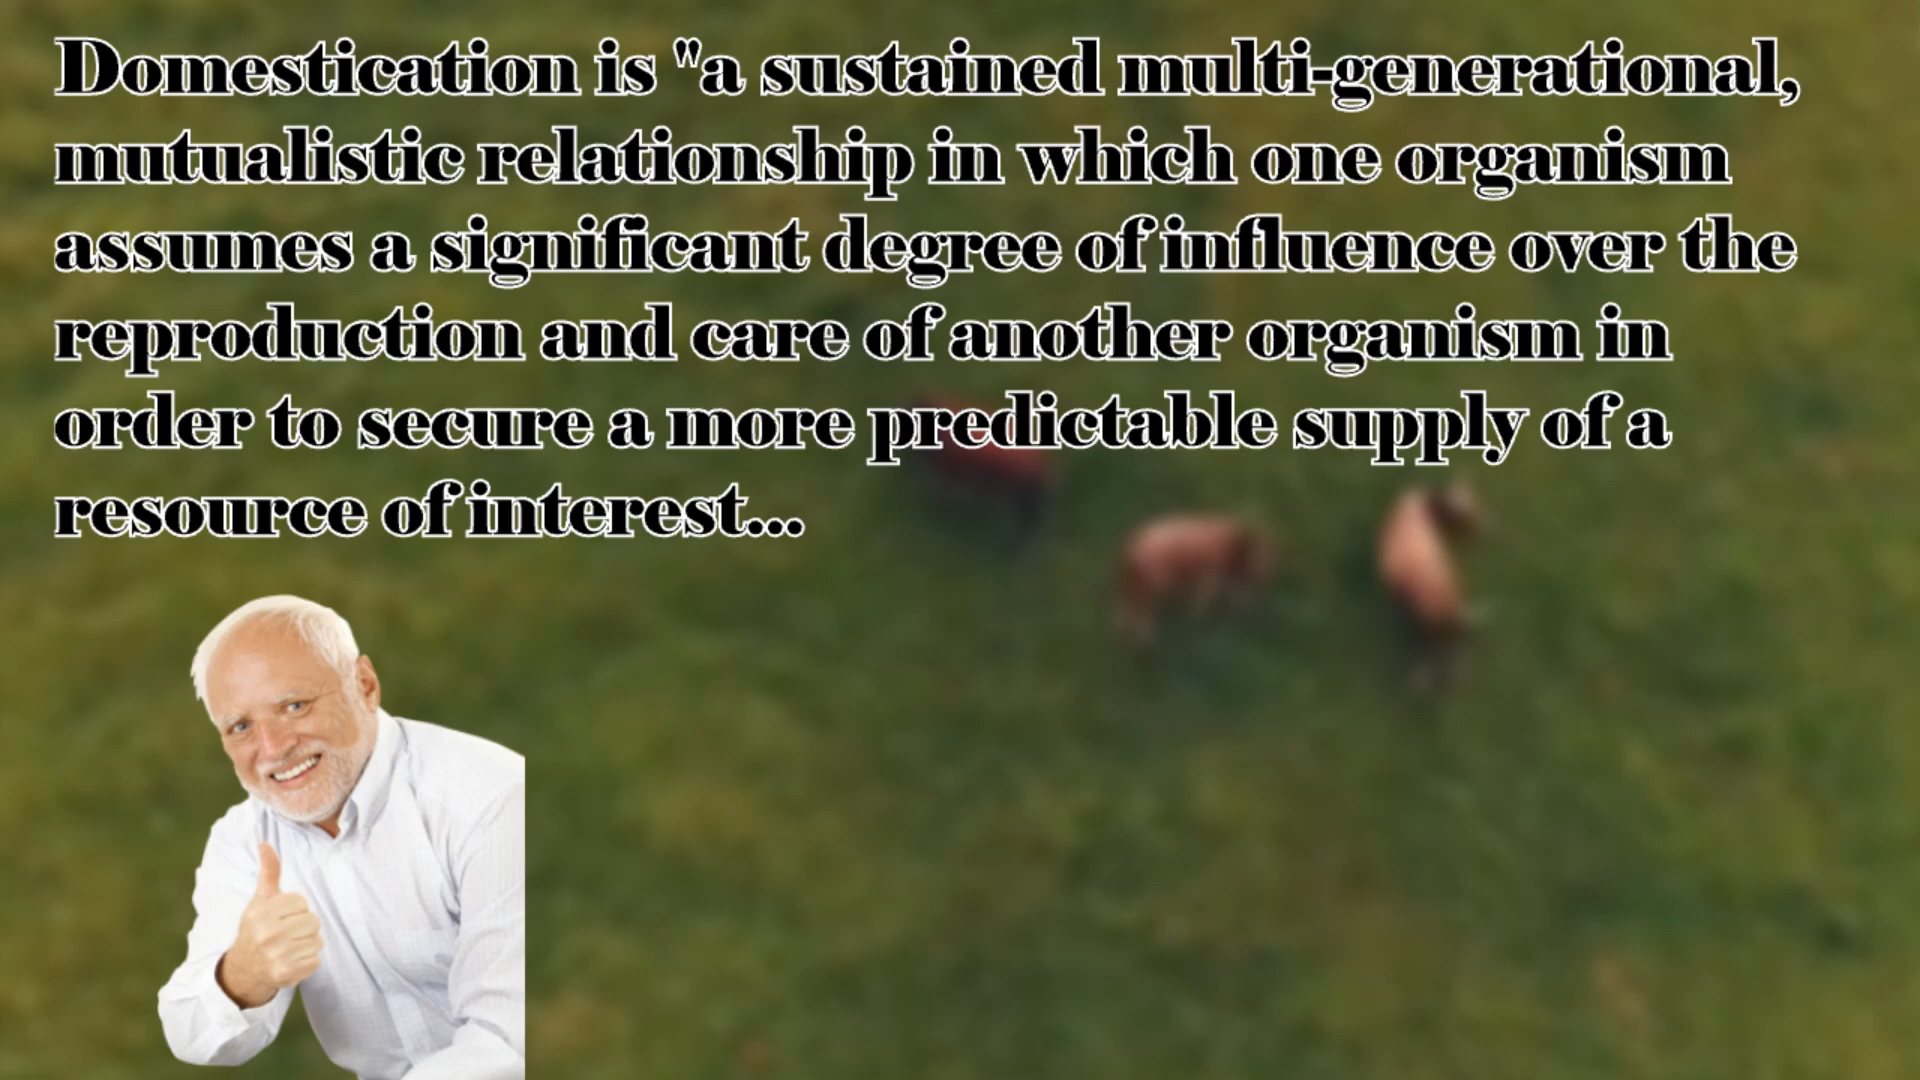 Domestication is "a sustained multi-generational,
mutualistic relationship in which one organism
assumes a significant degree of influence over the
reproduction and care of another organism in
order to secure a more predictable supply of a
resource of interest...